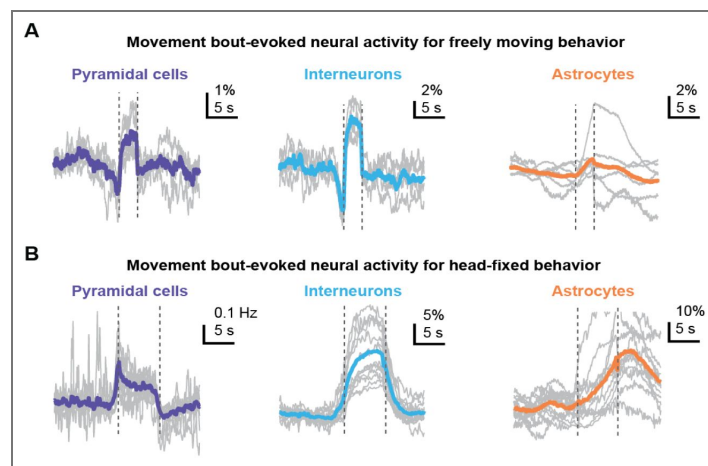 A
Movement bout-evoked neural activity for freely moving behavior
Pyramidal cells
1%
5 s
Interneurons
2%
5 s
Astrocytes
2%
5 s
B
Movement bout-evoked neural activity for head-fixed behavior
Pyramidal cells
0.1 Hz
5 s
Interneurons
5%
5 s
Astrocytes
10%
5 s